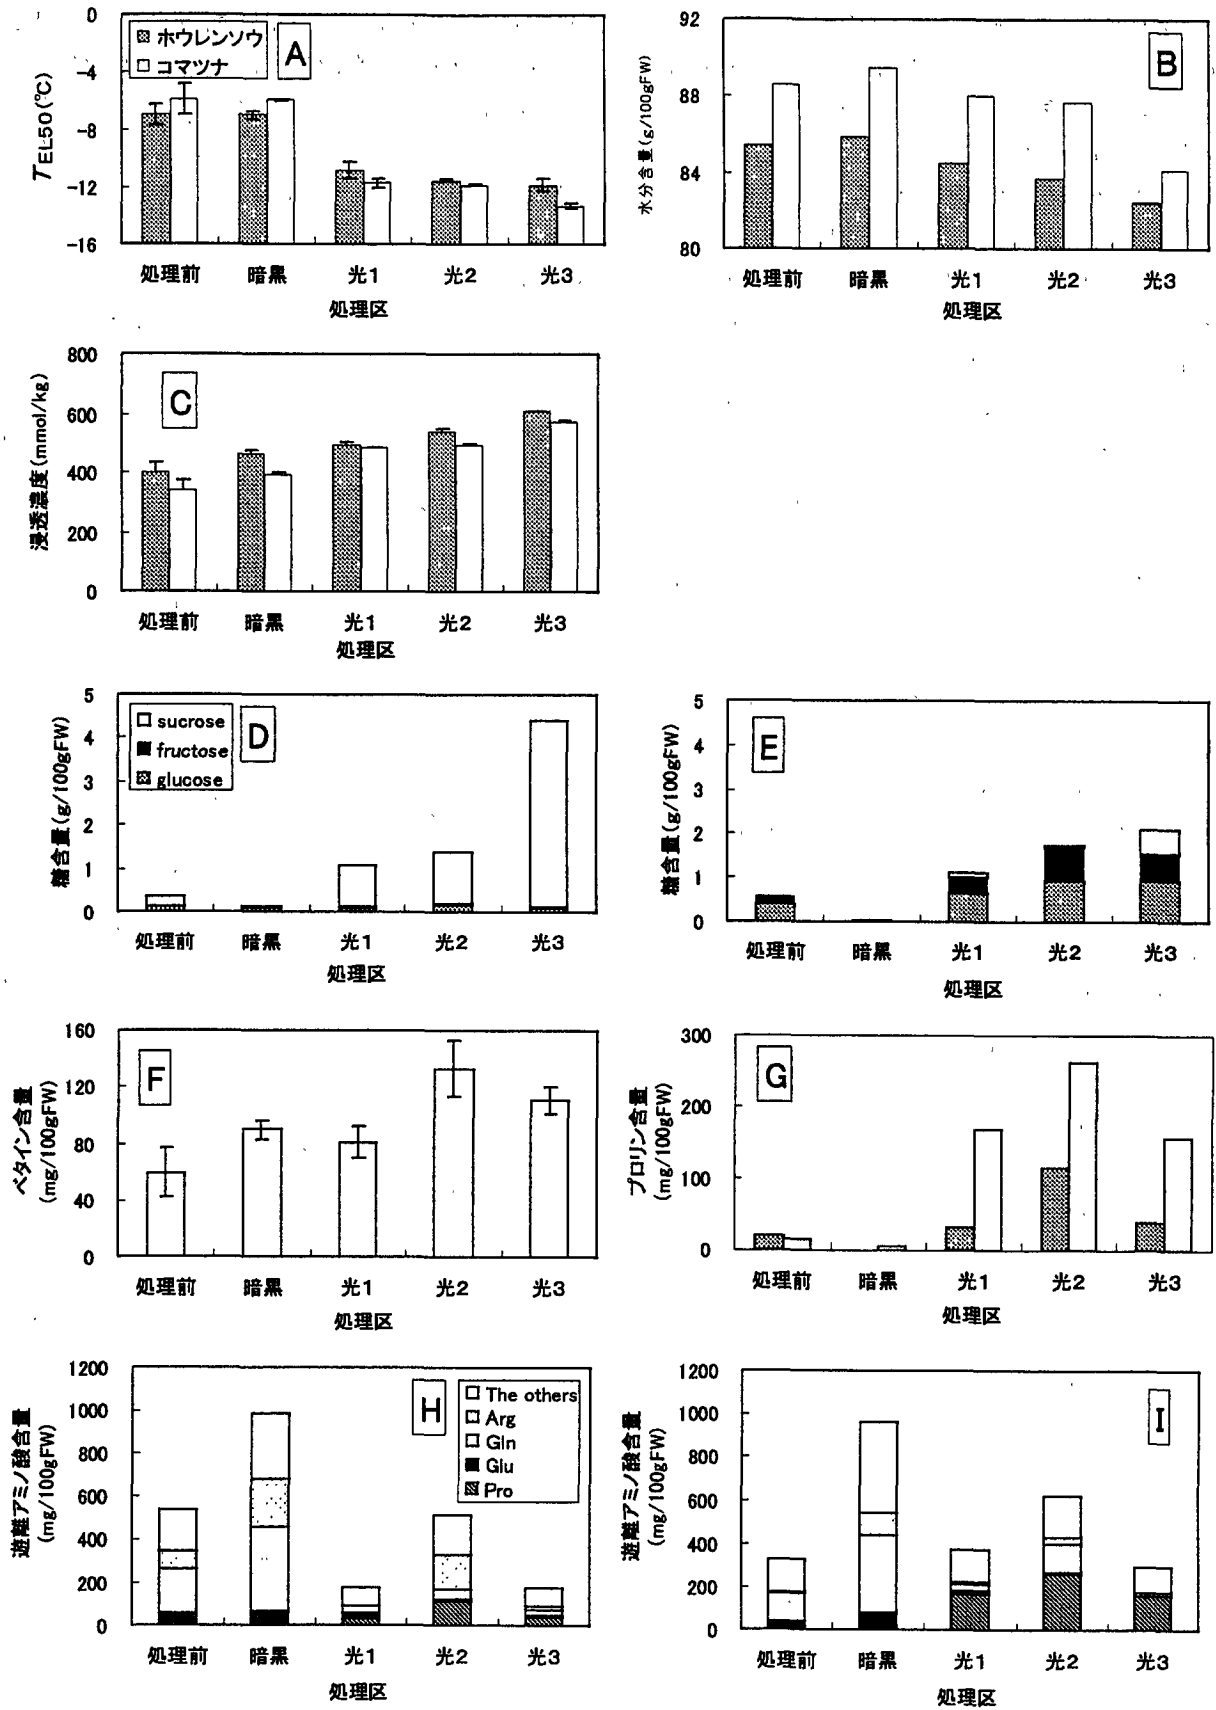 0
-4
-8
-12
-16
TEL50(℃)
ホウレンソウ
コマツナ
A
処理前 暗黒 光1 光2 光3
処理区
92
88
84
80
水分含量(g/100gFW)
B
処理前 暗黒 光1 光2 光3
処理区
800
600
400
200
0
浸透濃度(mmol/kg)
C
処理前 暗黒 光1 光2 光3
処理区
5
4
3
2
1
0
糖含量(g/100gFW)
sucrose
fructose
glucose
D
処理前 暗黒 光1 光2 光3
処理区
5
4
3
2
1
0
糖含量(g/100gFW)
E
処理前 暗黒 光1 光2 光3
処理区
160
120
80
40
0
ベタイン含量
(mg/100gFW)
F
処理前 暗黒 光1 光2 光3
処理区
300
200
100
0
プロリン含量
(mg/100gFW)
G
処理前 暗黒 光1 光2 光3
処理区
1200
1000
800
600
400
200
0
遊離アミノ酸含量
(mg/100gFW)
H
The others
Arg
Gln
Glu
Pro
処理前 暗黒 光1 光2 光3
処理区
1200
1000
800
600
400
200
0
遊離アミノ酸含量
(mg/100gFW)
I
処理前 暗黒 光1 光2 光3
処理区